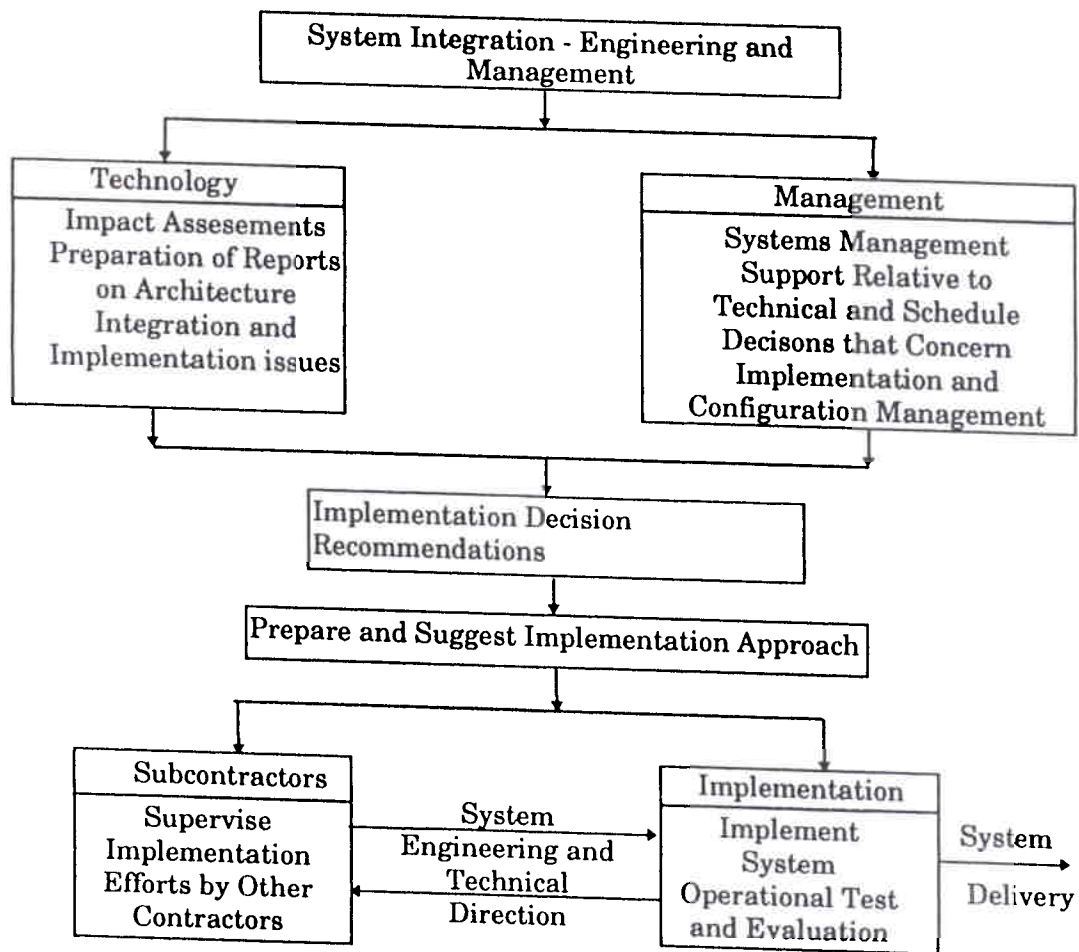 System Integration - Engineering and
Management
Technology
Impact Assesements
Preparation of Reports
on Architecture
Integration and
Implementation issues
Management
Systems Management
Support Relative to
Technical and Schedule
Decisons that Concern
Implementation and
Configuration Management
Implementation Decision
Recommendations
Prepare and Suggest Implementation Approach
Subcontractors
Supervise
Implementation
Efforts by Other
Contractors
System
Engineering and
Technical
Direction
Implementation
Implement
System
Operational Test
and Evaluation
System
Delivery